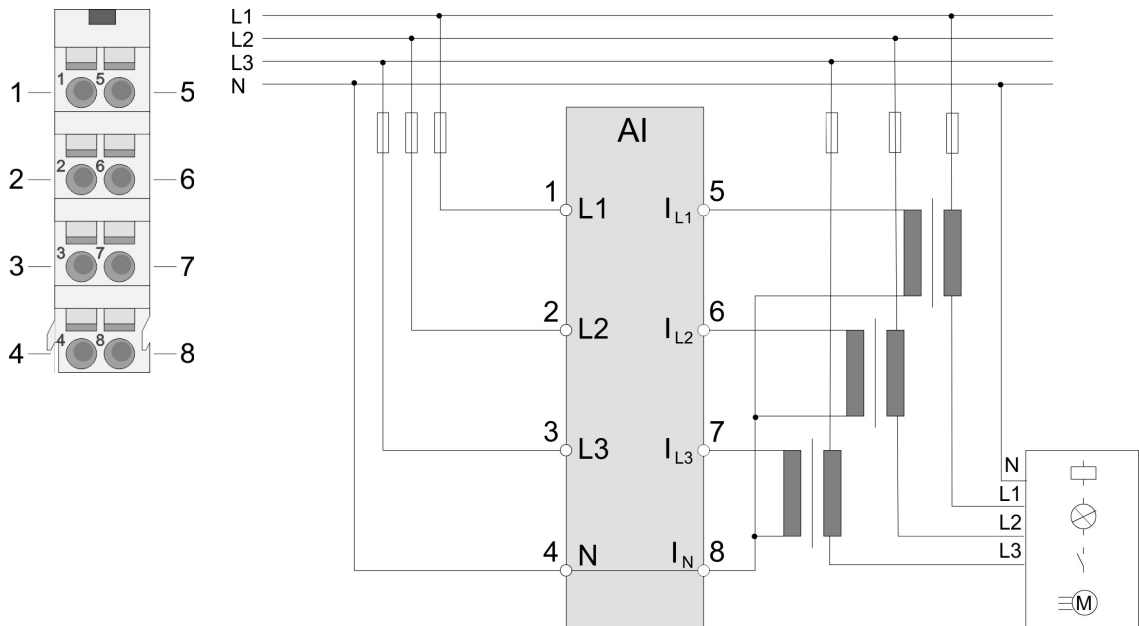 1 1 5 5
2 2 6 6
3 3 7 7
4 4 8 8
L1
L2
L3
N
AI
1 L1 I L1 5
2 L2 I L2 6
3 L3 I L3 7
4 N I N 8
N
L1
L2
L3
M